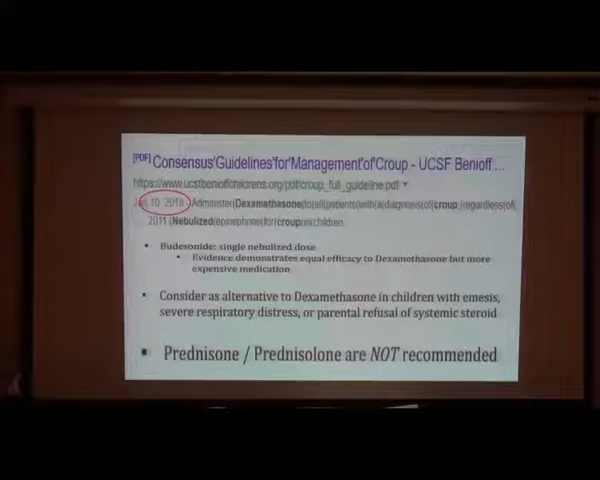 [PDF] Consensus'Guidelines'for'Management'of'Croup - UCSF Benioff ...
https://www.ucsfbenioffchildrens.org/pdf/croup_full_guideline.pdf
Jan 10, 2018 Administer(Dexamethasone(to(all(patients(with(a(diagnosis(of(croup,(regardless(of(
2011.(Nebulized(epinephrine(for(croup(in(children
• Budesonide: single nebulized dose
• Evidence demonstrates equal efficacy to Dexamethasone but more
expensive medication
• Consider as alternative to Dexamethasone in children with emesis,
severe respiratory distress, or parental refusal of systemic steroid
▪ Prednisone / Prednisolone are NOT recommended